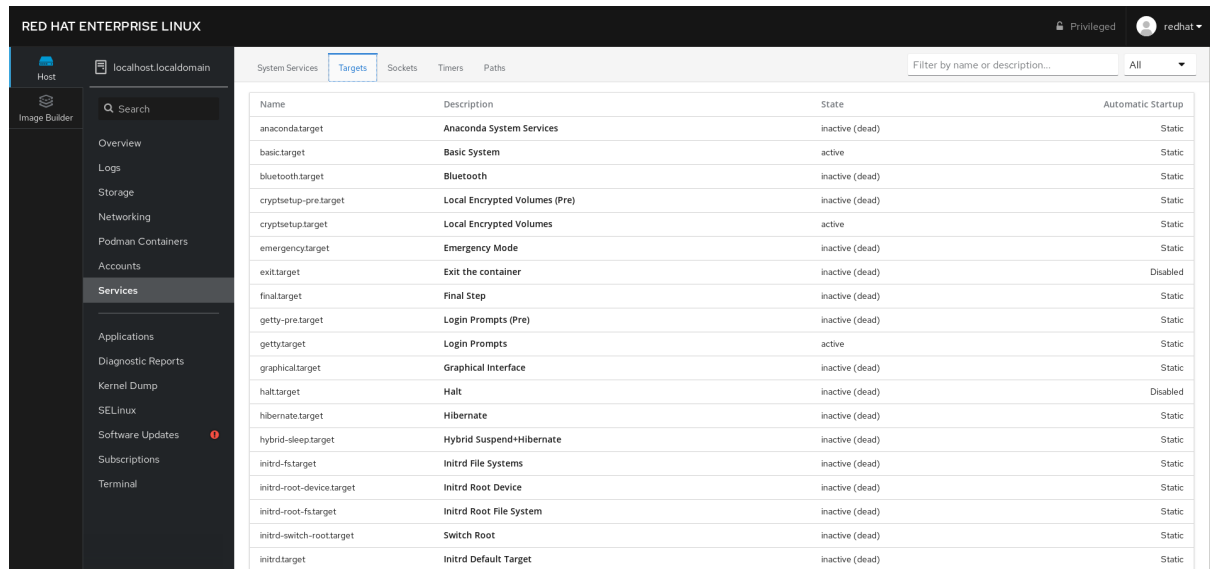 RED HAT ENTERPRISE LINUX
Privileged
redhat
Host
Image Builder
localhost.localdomain
Search
Overview
Logs
Storage
Networking
Podman Containers
Accounts
Services
Applications
Diagnostic Reports
Kernel Dump
SELinux
Software Updates
Subscriptions
Terminal
System Services Targets Sockets Timers Paths
Filter by name or description... All
Name Description State Automatic Startup
anaconda.target Anaconda System Services inactive (dead) Static
basic.target Basic System active Static
bluetooth.target Bluetooth inactive (dead) Static
cryptsetup-pre.target Local Encrypted Volumes (Pre) inactive (dead) Static
cryptsetup.target Local Encrypted Volumes active Static
emergency.target Emergency Mode inactive (dead) Static
exit.target Exit the container inactive (dead) Disabled
final.target Final Step inactive (dead) Static
getty-pre.target Login Prompts (Pre) inactive (dead) Static
getty.target Login Prompts active Static
graphical.target Graphical Interface inactive (dead) Static
halt.target Halt inactive (dead) Disabled
hibernate.target Hibernate inactive (dead) Static
hybrid-sleep.target Hybrid Suspend+Hibernate inactive (dead) Static
initrd-fs.target Initrd File Systems inactive (dead) Static
initrd-root-device.target Initrd Root Device inactive (dead) Static
initrd-root-fs.target Initrd Root File System inactive (dead) Static
initrd-switch-root.target Switch Root inactive (dead) Static
initrd.target Initrd Default Target inactive (dead) Static